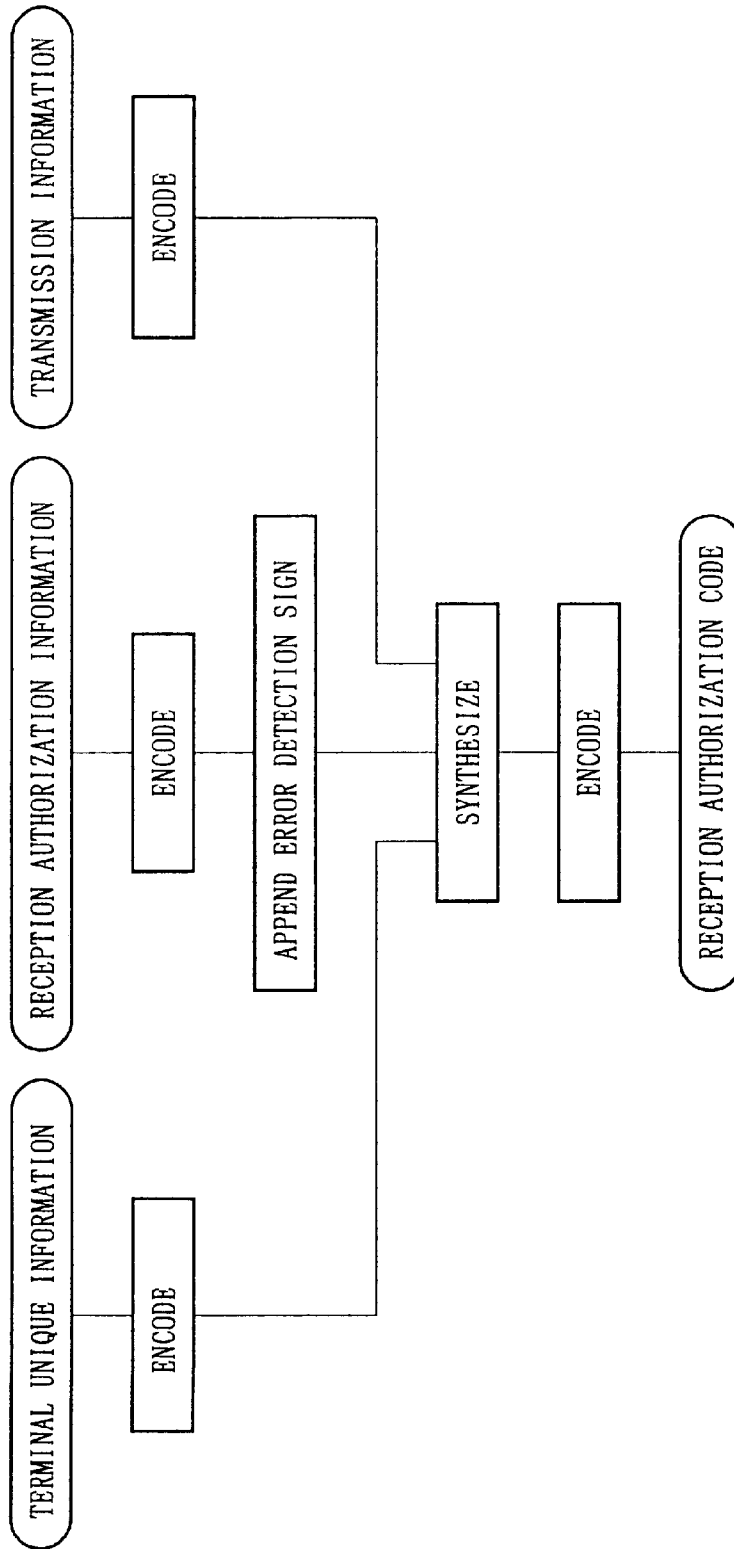 TERMINAL UNIQUE INFORMATION
RECEPTION AUTHORIZATION INFORMATION
TRANSMISSION INFORMATION
ENCODE
ENCODE
ENCODE
APPEND ERROR DETECTION SIGN
SYNTHESIZE
ENCODE
RECEPTION AUTHORIZATION CODE